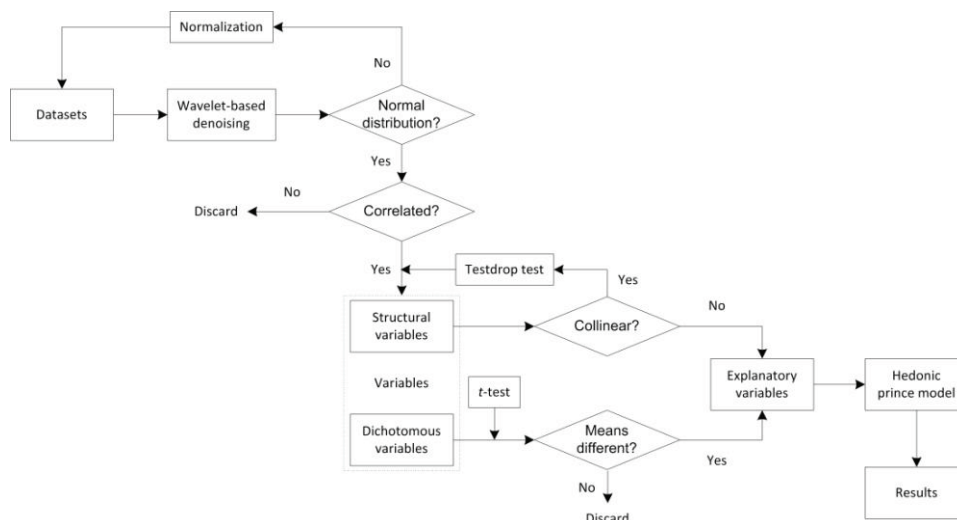 Normalization
No
Datasets
Wavelet-based
denoising
Normal
distribution?
Yes
No
Discard
Correlated?
Yes
Testdrop test
Yes
No
Structural
variables
Collinear?
Variables
t-test
Explanatory
variables
Hedonic
prince model
Dichotomous
variables
Means
different?
Yes
No
Discard
Results